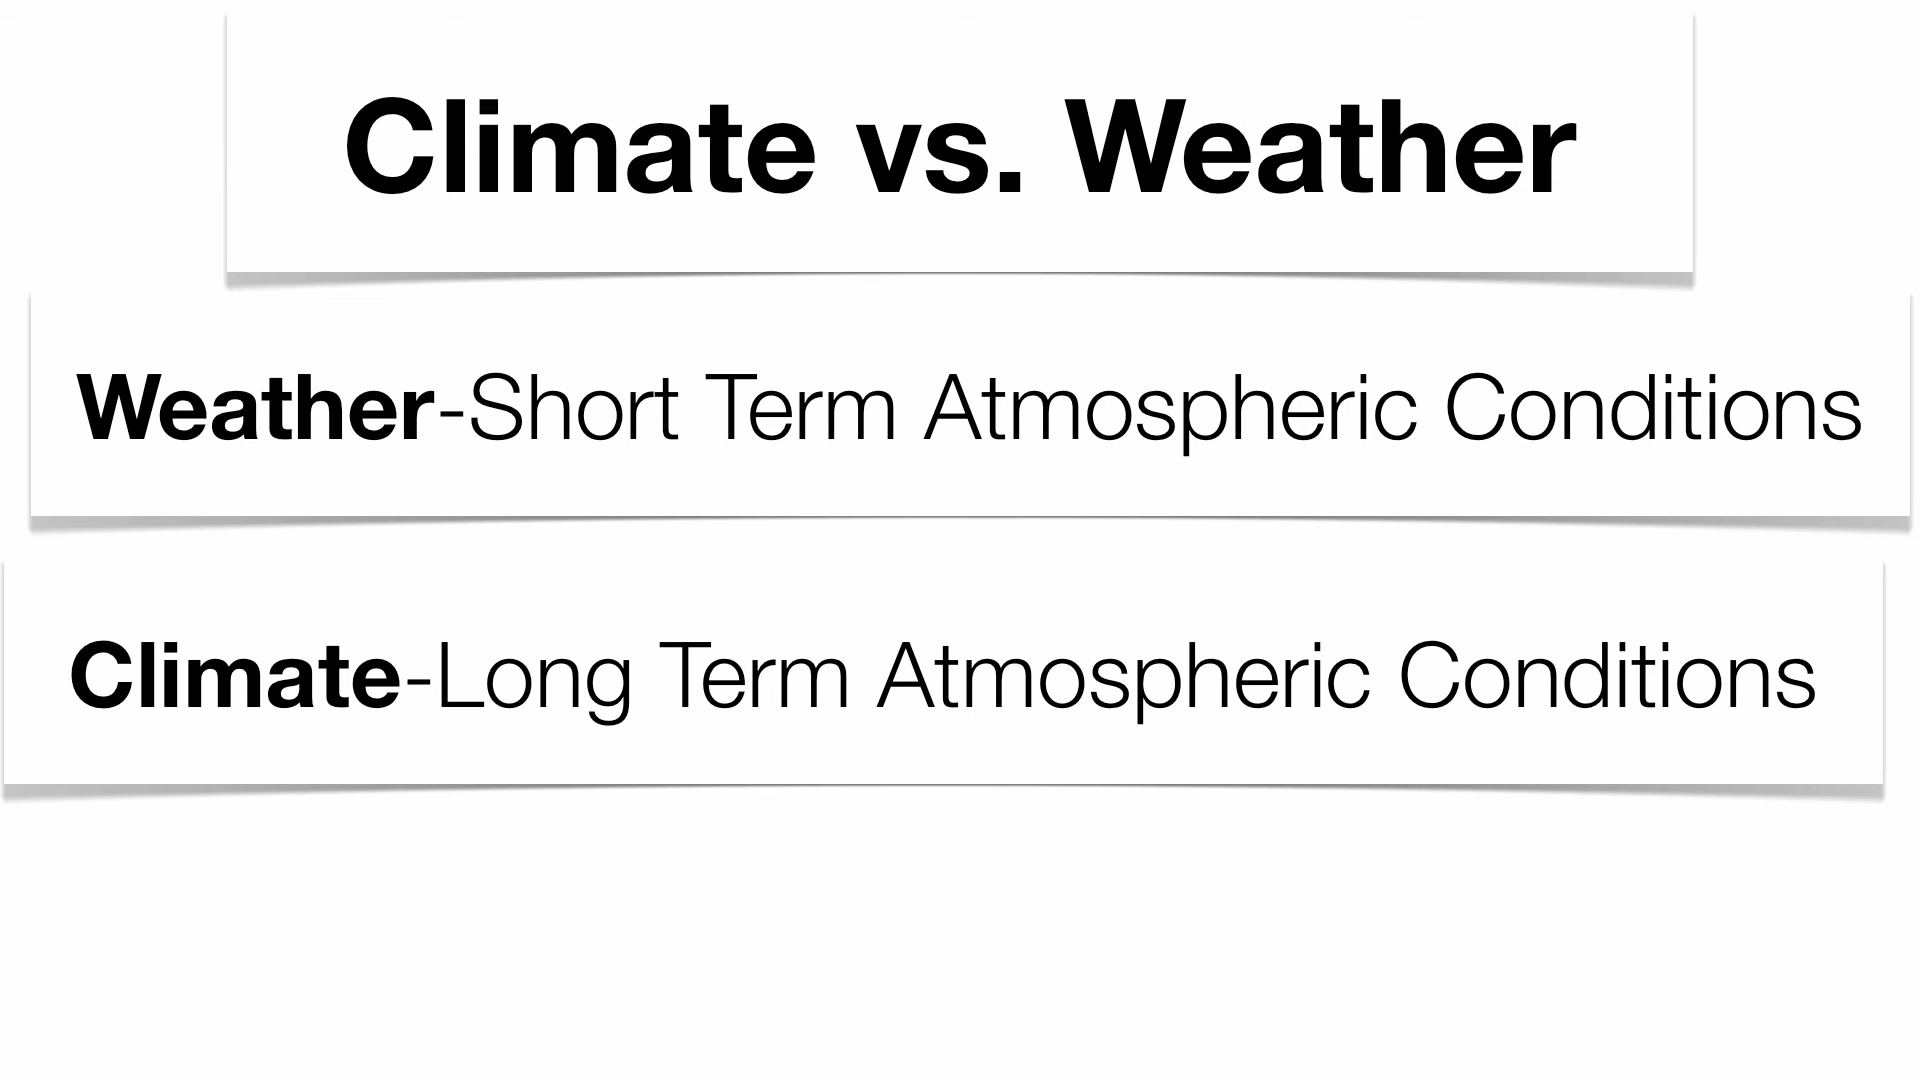 Climate vs. Weather
Weather-Short Term Atmospheric Conditions
Climate-Long Term Atmospheric Conditions